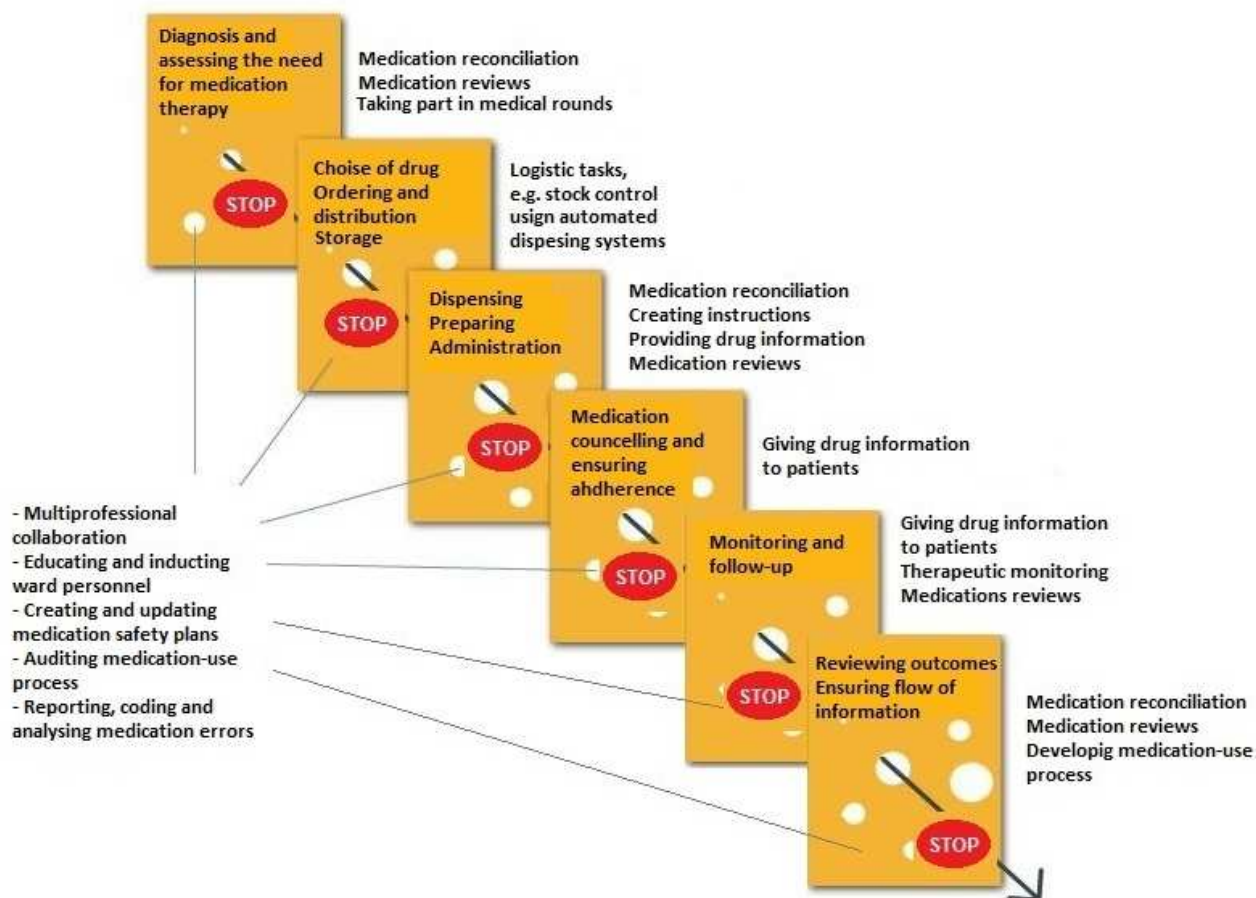 Diagnosis and
assessing the need
for medication
therapy
STOP
Medication reconciliation
Medication reviews
Taking part in medical rounds
Choise of drug
Ordering and
distribution
Storage
STOP
Logistic tasks,
e.g. stock control
usign automated
dispesing systems
Dispensing
Preparing
Administration
STOP
Medication reconciliation
Creating instructions
Providing drug information
Medication reviews
Medication
councelling and
ensuring
ahdherence
STOP
Giving drug information
to patients
Monitoring and
follow-up
STOP
Giving drug information
to patients
Therapeutic monitoring
Medications reviews
Reviewing outcomes
Ensuring flow of
information
STOP
Medication reconciliation
Medication reviews
Developig medication-use
process
- Multiprofessional
collaboration
- Educating and inducting
ward personnel
- Creating and updating
medication safety plans
- Auditing medication-use
process
- Reporting, coding and
analysing medication errors